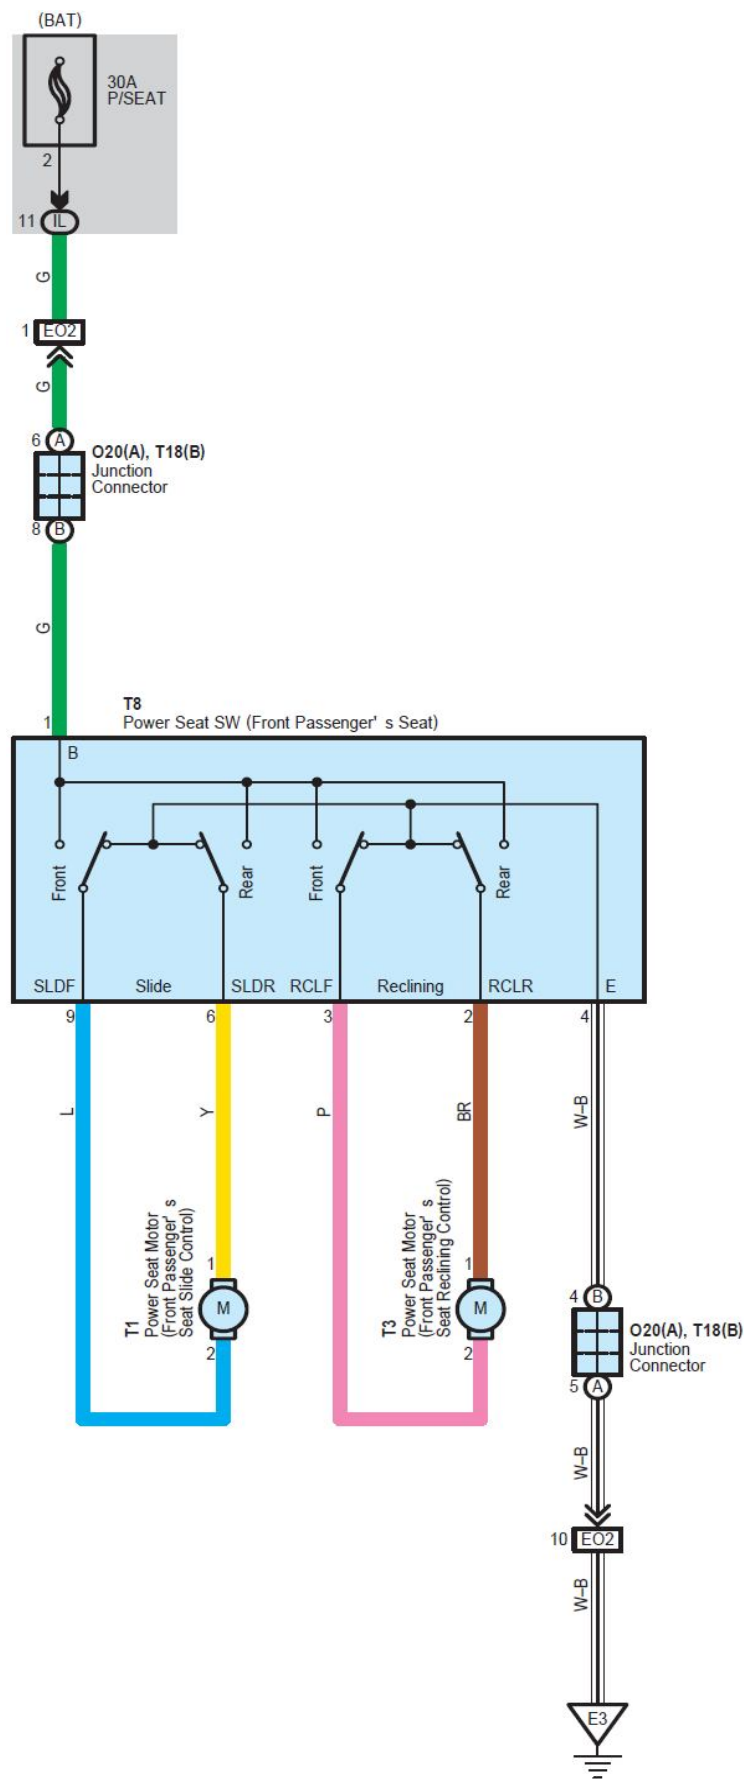 (BAT)
30A
P/SEAT
2
11 IL
G
1 EO2
G
6 A
O20(A), T18(B)
Junction
Connector
8 B
G
T8
1 Power Seat SW (Front Passenger' s Seat)
B
Front
Rear
Front
Rear
SLDF Slide SLDR RCLF Reclining RCLR E
9 6 3 2 4
L
Y
P
BR
W–B
T1
Power Seat Motor
(Front Passenger' s
Seat Slide Control)
1
M
2
T3
Power Seat Motor
(Front Passenger' s
Seat Reclining Control)
1
M
2
4 B
O20(A), T18(B)
Junction
Connector
5 A
W–B
10 EO2
W–B
E3